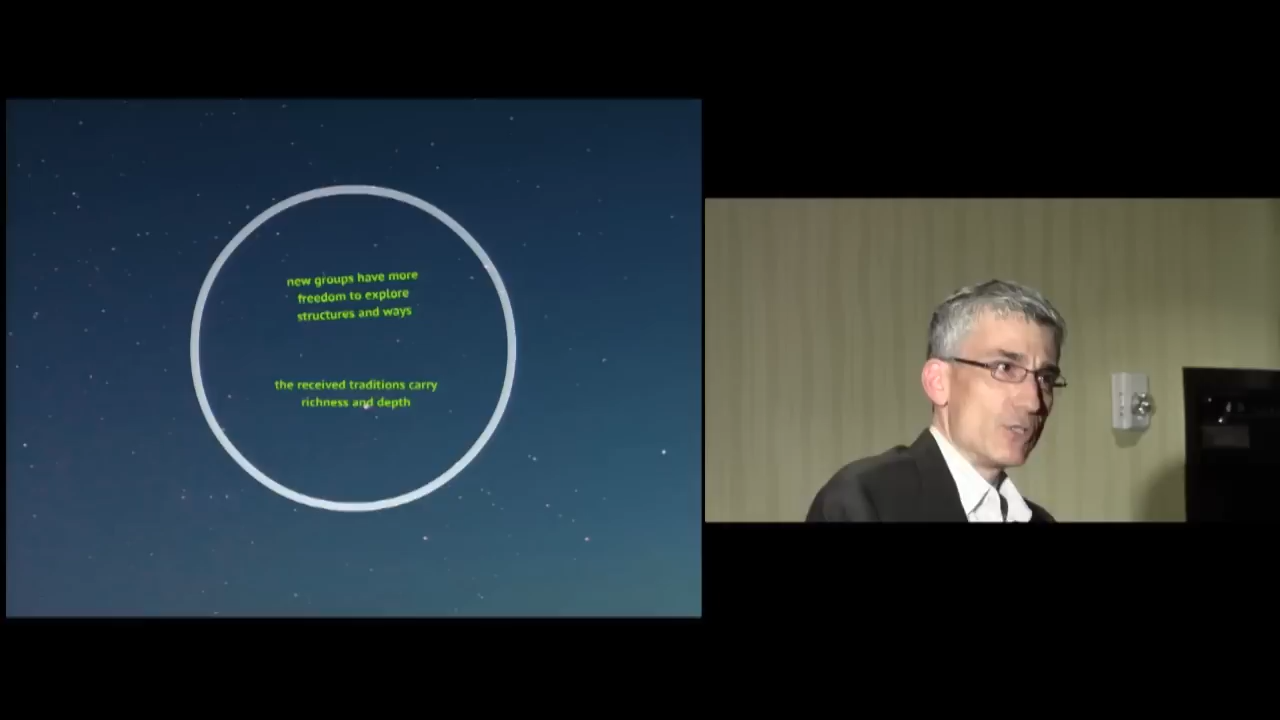 new groups have more
freedom to explore
structures and ways
the received traditions carry
richness and depth